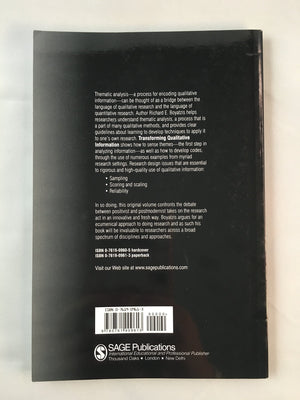 Thematic analysis—a process for encoding qualitative
information—can be thought of as a bridge between the
language of qualitative research and the language of
quantitative research. Author Richard E. Boyatzis helps
researchers understand thematic analysis, a process that is
a part of many qualitative methods, and provides clear
guidelines about learning to develop techniques to apply it
to one's own research. Transforming Qualitative
Information shows how to sense themes—the first step in
analyzing information—as well as how to develop codes,
through the use of numerous examples from myriad
research settings. Research design issues that are essential
to rigorous and high-quality use of qualitative information:
• Sampling
• Scoring and scaling
• Reliability
In so doing, this original volume confronts the debate
between positivist and postmodernist takes on the research
act in an innovative and fresh way. Boyatzis argues for an
ecumenical approach to doing research and as such his
book will be invaluable to researchers across a broad
spectrum of disciplines and approaches.
ISBN 0-7619-0960-5 hardcover
ISBN 0-7619-0961-3 paperback
Visit our Web site at www.sagepublications.com
ISBN 0-7619-0961-3
90000
SAGE Publications
International Educational and Professional Publisher
Thousand Oaks • London • New Delhi